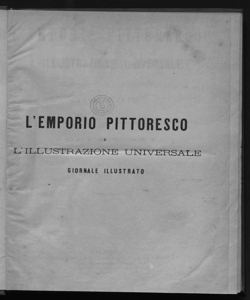 L'EMPORIO PITTORESCO
E
L'ILLUSTRAZIONE UNIVERSALE
GIORNALE ILLUSTRATO